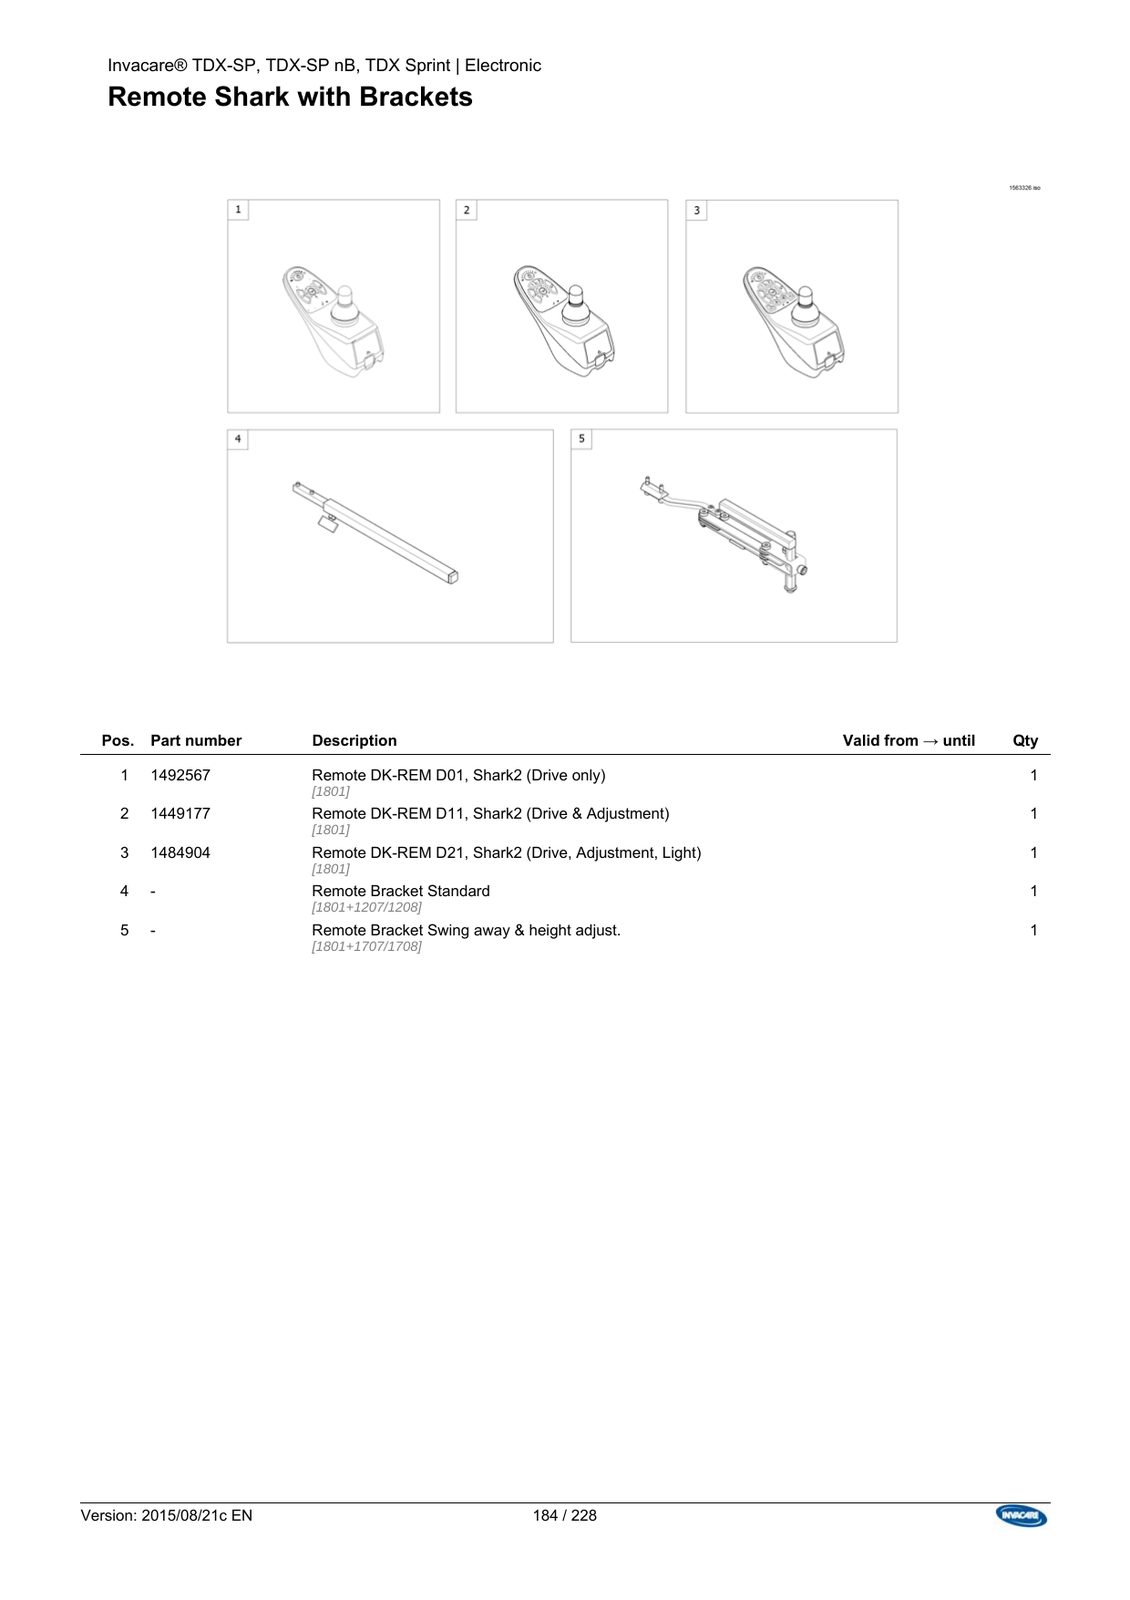 Invacare® TDX-SP, TDX-SP nB, TDX Sprint | Electronic
Remote Shark with Brackets
1563326 iso
1
2
3
4
5
Pos. Part number Description Valid from → until Qty
1 1492567 Remote DK-REM D01, Shark2 (Drive only) 1
[1801]
2 1449177 Remote DK-REM D11, Shark2 (Drive & Adjustment) 1
[1801]
3 1484904 Remote DK-REM D21, Shark2 (Drive, Adjustment, Light) 1
[1801]
4 - Remote Bracket Standard 1
[1801+1207/1208]
5 - Remote Bracket Swing away & height adjust. 1
[1801+1707/1708]
Version: 2015/08/21c EN 184 / 228 INVACARE